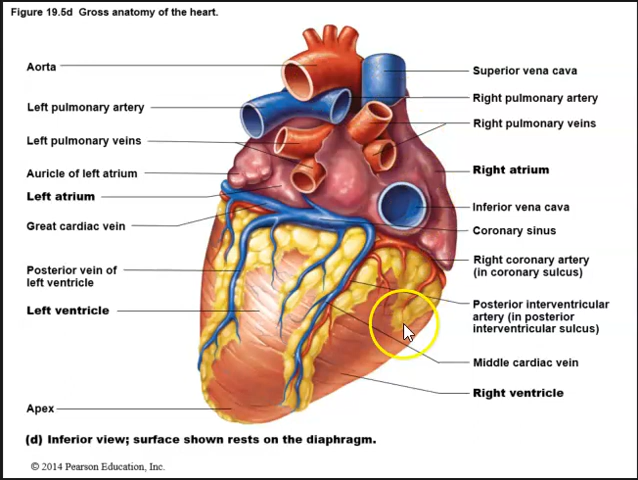 Figure 19.5d Gross anatomy of the heart.
Aorta
Left pulmonary artery
Left pulmonary veins
Auricle of left atrium
Left atrium
Great cardiac vein
Posterior vein of
left ventricle
Left ventricle
Apex
Superior vena cava
Right pulmonary artery
Right pulmonary veins
Right atrium
Inferior vena cava
Coronary sinus
Right coronary artery
(in coronary sulcus)
Posterior interventricular
artery (in posterior
interventricular sulcus)
Middle cardiac vein
Right ventricle
(d) Inferior view; surface shown rests on the diaphragm.
© 2014 Pearson Education, Inc.